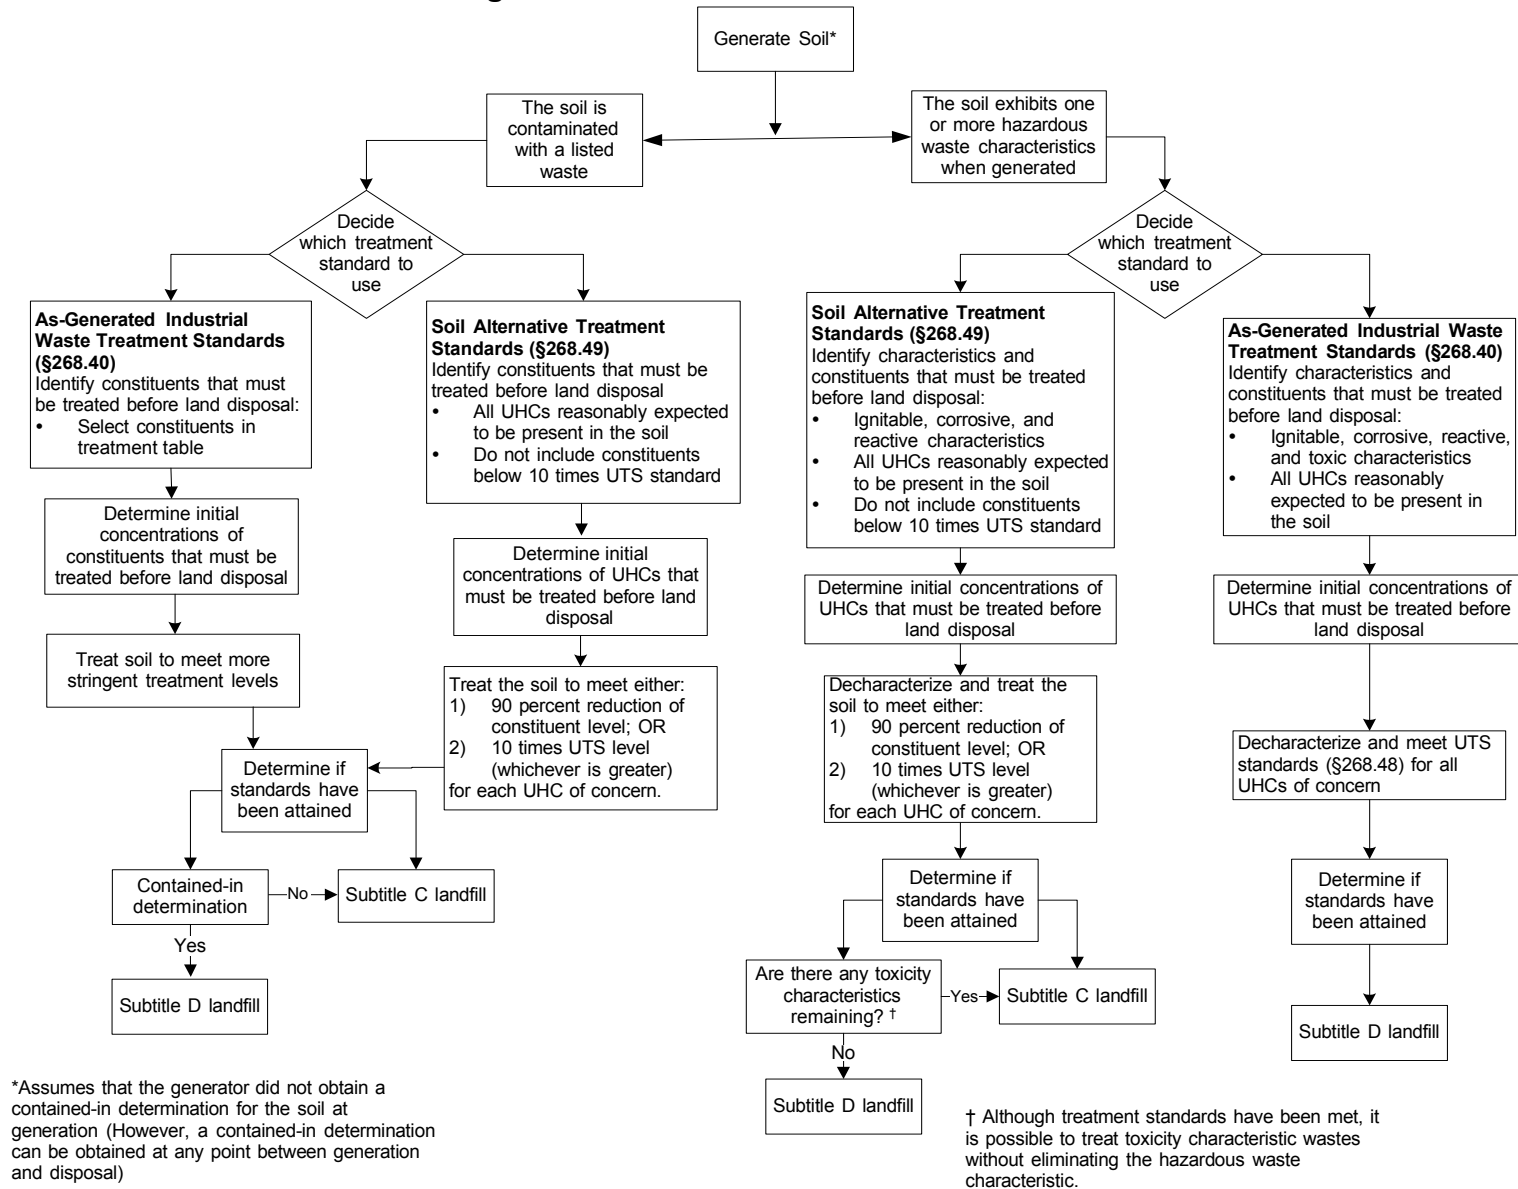 Generate Soil*
The soil is
contaminated
with a listed
waste
The soil exhibits one
or more hazardous
waste characteristics
when generated
Decide
which treatment
standard to
use
Decide
which treatment
standard to
use
As-Generated Industrial
Waste Treatment Standards
(§268.40)
Identify constituents that must
be treated before land disposal:
• Select constituents in
treatment table
Soil Alternative Treatment
Standards (§268.49)
Identify constituents that must be
treated before land disposal
• All UHCs reasonably expected
to be present in the soil
• Do not include constituents
below 10 times UTS standard
Soil Alternative Treatment
Standards (§268.49)
Identify characteristics and
constituents that must be treated
before land disposal:
• Ignitable, corrosive, and
reactive characteristics
• All UHCs reasonably expected
to be present in the soil
• Do not include constituents
below 10 times UTS standard
As-Generated Industrial Waste
Treatment Standards (§268.40)
Identify characteristics and
constituents that must be treated
before land disposal:
• Ignitable, corrosive, reactive,
and toxic characteristics
• All UHCs reasonably
expected to be present in
the soil
Determine initial
concentrations of
constituents that must be
treated before land disposal
Determine initial
concentrations of UHCs that
must be treated before land
disposal
Determine initial concentrations of
UHCs that must be treated before
land disposal
Determine initial concentrations of
UHCs that must be treated before
land disposal
Treat soil to meet more
stringent treatment levels
Treat the soil to meet either:
1) 90 percent reduction of
constituent level; OR
2) 10 times UTS level
(whichever is greater)
for each UHC of concern.
Decharacterize and treat the
soil to meet either:
1) 90 percent reduction of
constituent level; OR
2) 10 times UTS level
(whichever is greater)
for each UHC of concern.
Decharacterize and meet UTS
standards (§268.48) for all
UHCs of concern
Determine if
standards have
been attained
Contained-in
determination
No
Subtitle C landfill
Yes
Subtitle D landfill
Determine if
standards have
been attained
Are there any toxicity
characteristics
remaining? †
Yes
Subtitle C landfill
No
Subtitle D landfill
Determine if
standards have
been attained
Subtitle D landfill
*Assumes that the generator did not obtain a
contained-in determination for the soil at
generation (However, a contained-in determination
can be obtained at any point between generation
and disposal)
† Although treatment standards have been met, it
is possible to treat toxicity characteristic wastes
without eliminating the hazardous waste
characteristic.